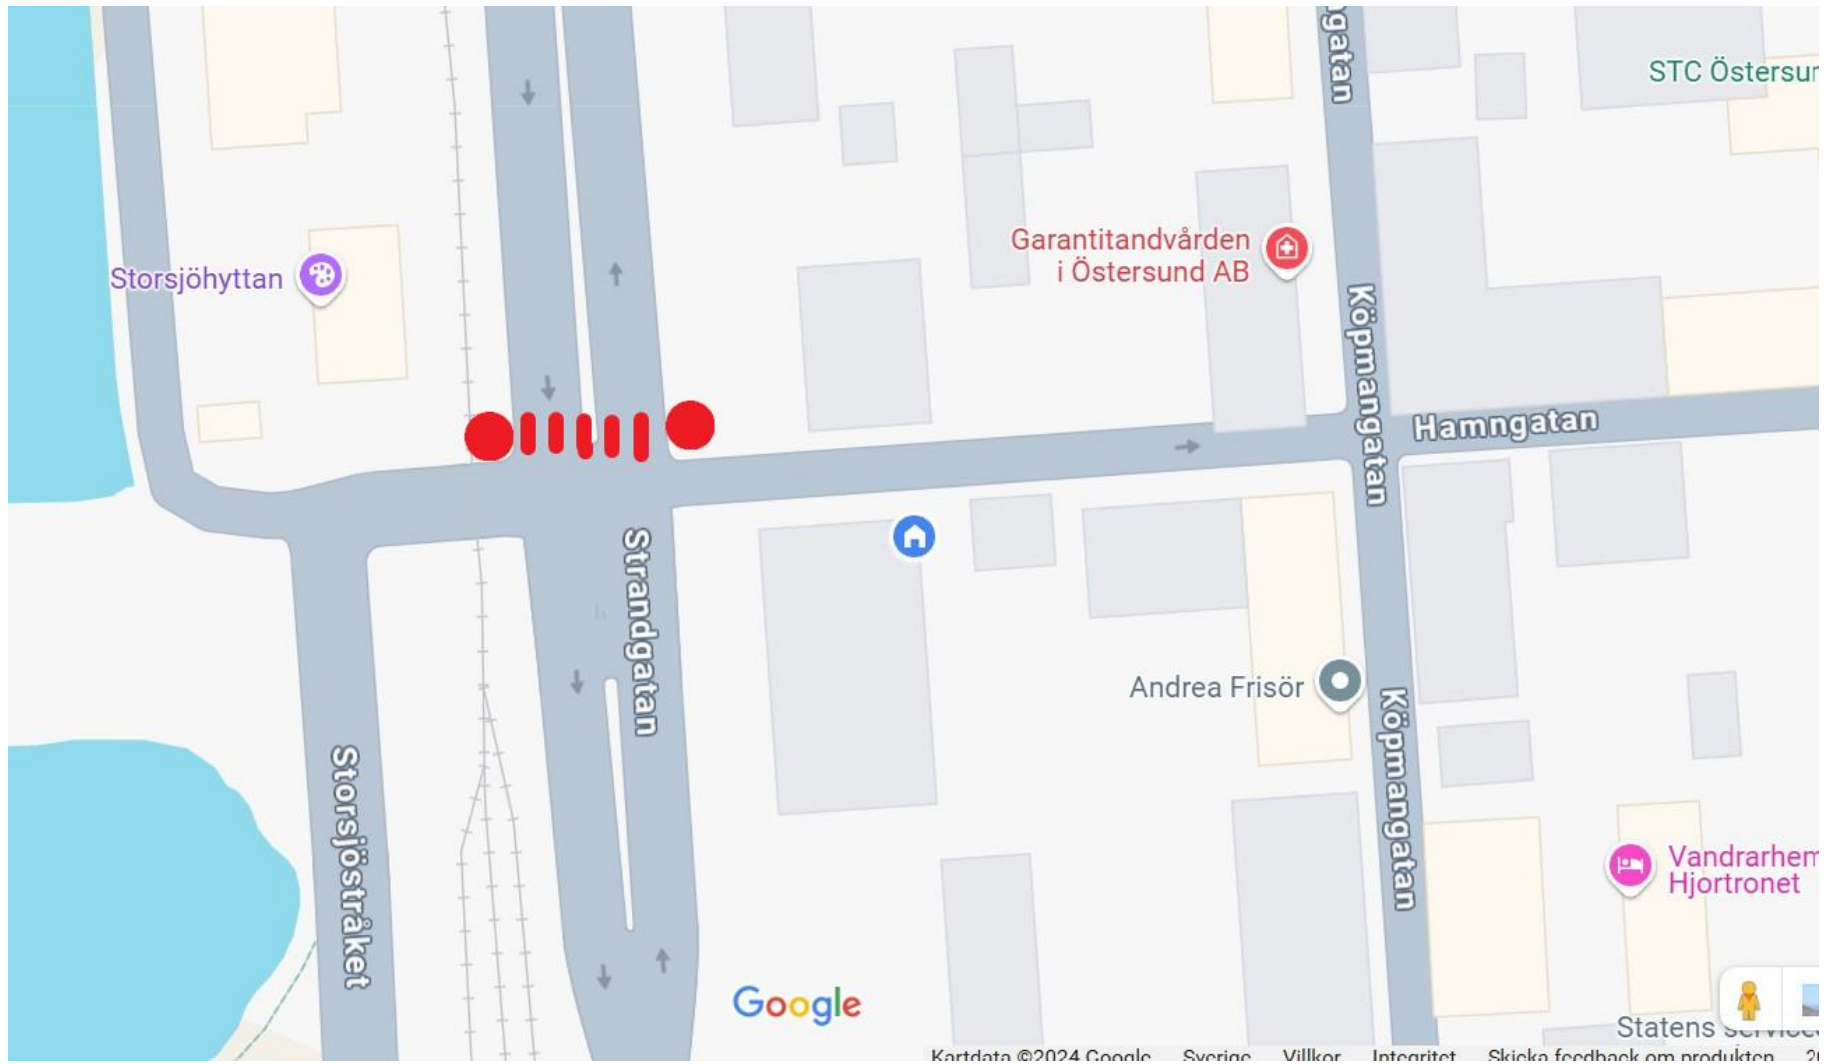 gatan
STC Östersun
Garantitandvården
i Östersund AB
Storsjöhyttan
Köpmangatan
Hamngatan
Strandgatan
Andrea Frisör
Storsjöstråket
Köpmangatan
Vandrarhem
Hjortronet
Google
Statens
Kartdata ©2024 Google Sverige Villkor Integritet Skicka feedback om produkten